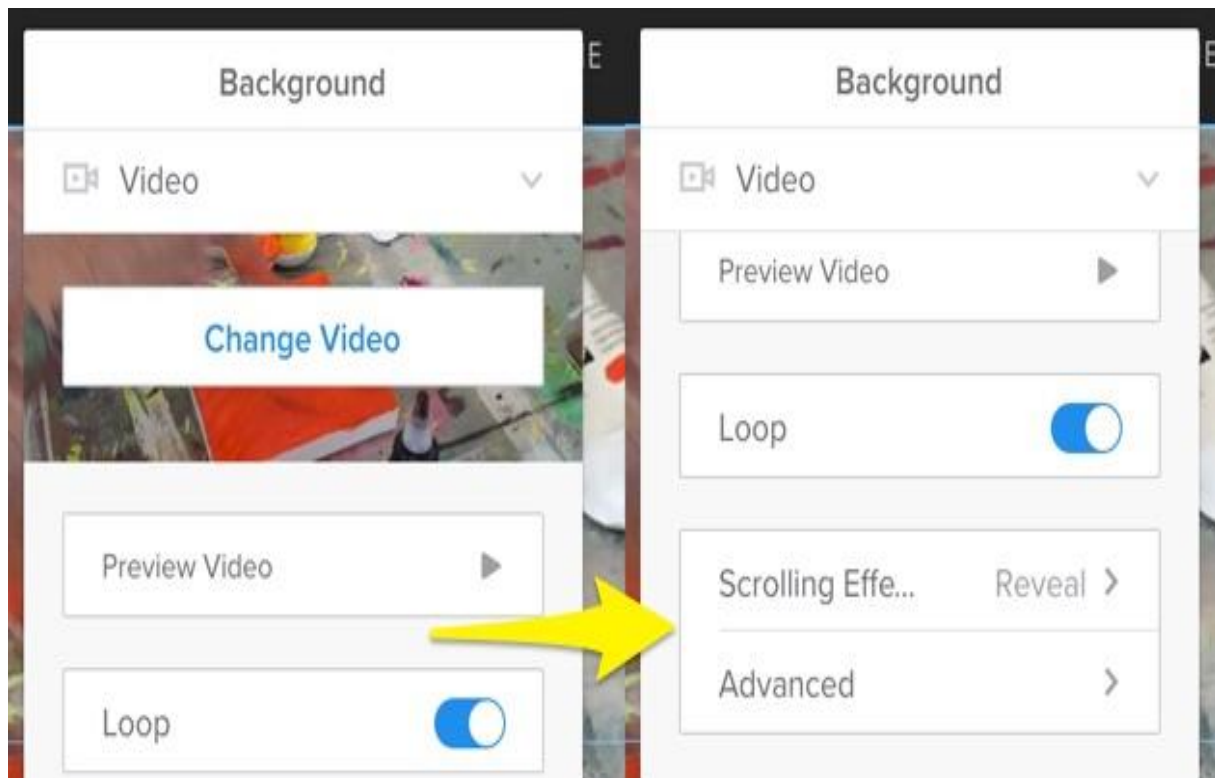 E
Background
Video
Change Video
Preview Video
Loop
E
Background
Video
Preview Video
Loop
Scrolling Effe... Reveal
Advanced